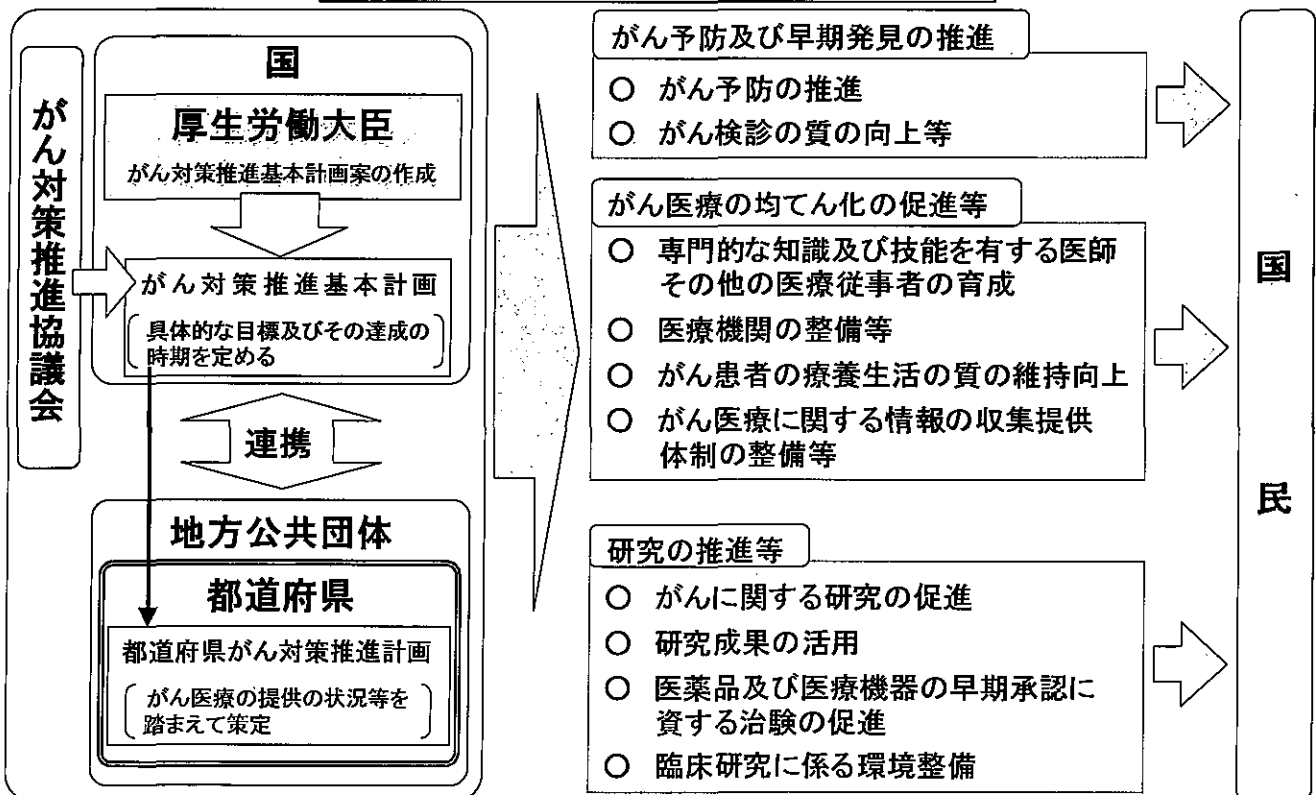 がん対策推進協議会
国
厚生労働大臣
がん対策推進基本計画案の作成
がん対策推進基本計画
具体的な目標及びその達成の
時期を定める
連携
地方公共団体
都道府県
都道府県がん対策推進計画
がん医療の提供の状況等を
踏まえて策定
がん予防及び早期発見の推進
○ がん予防の推進
○ がん検診の質の向上等
がん医療の均てん化の促進等
○ 専門的な知識及び技能を有する医師
その他の医療従事者の育成
○ 医療機関の整備等
○ がん患者の療養生活の質の維持向上
○ がん医療に関する情報の収集提供
体制の整備等
研究の推進等
○ がんに関する研究の促進
○ 研究成果の活用
○ 医薬品及び医療機器の早期承認に
資する治験の促進
○ 臨床研究に係る環境整備
国民